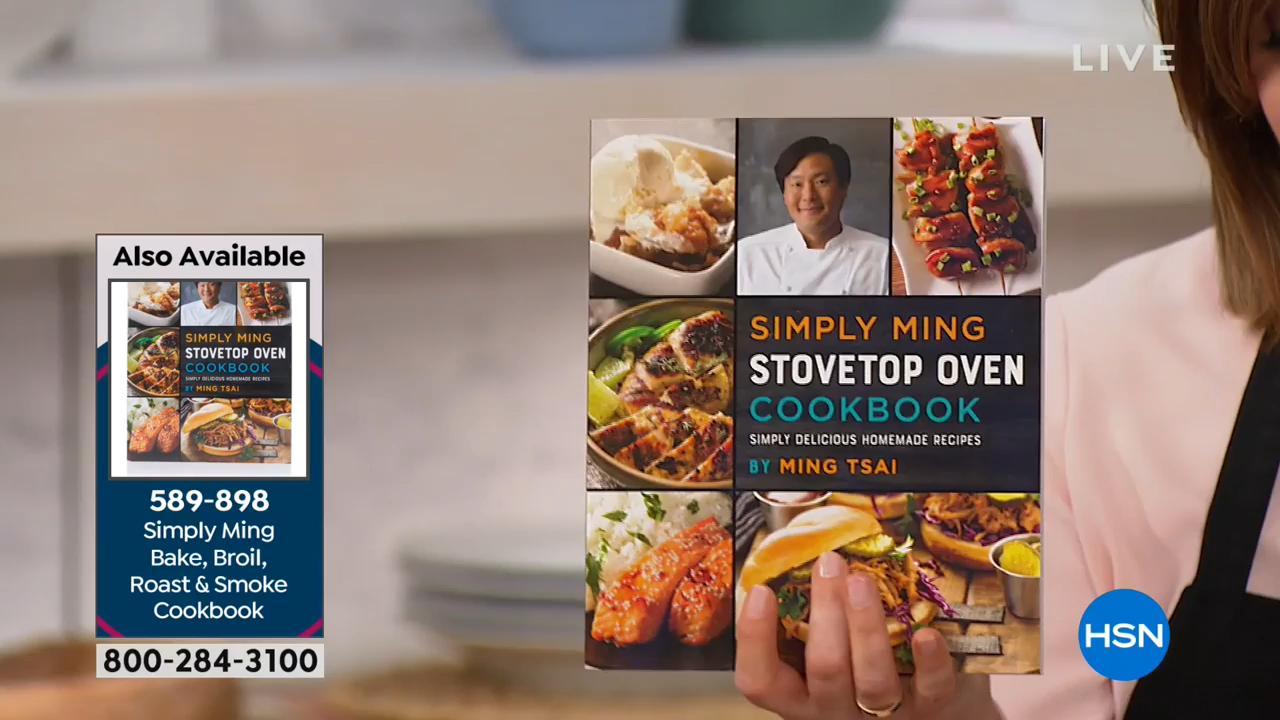 LIVE
Also Available
SIMPLY MING
STOVETOP OVEN
COOKBOOK
SIMPLY DELICIOUS HOMEMADE RECIPES
BY MING TSAI
589-898
Simply Ming
Bake, Broil,
Roast & Smoke
Cookbook
800-284-3100
SIMPLY MING
STOVETOP OVEN
COOKBOOK
SIMPLY DELICIOUS HOMEMADE RECIPES
BY MING TSAI
HSN